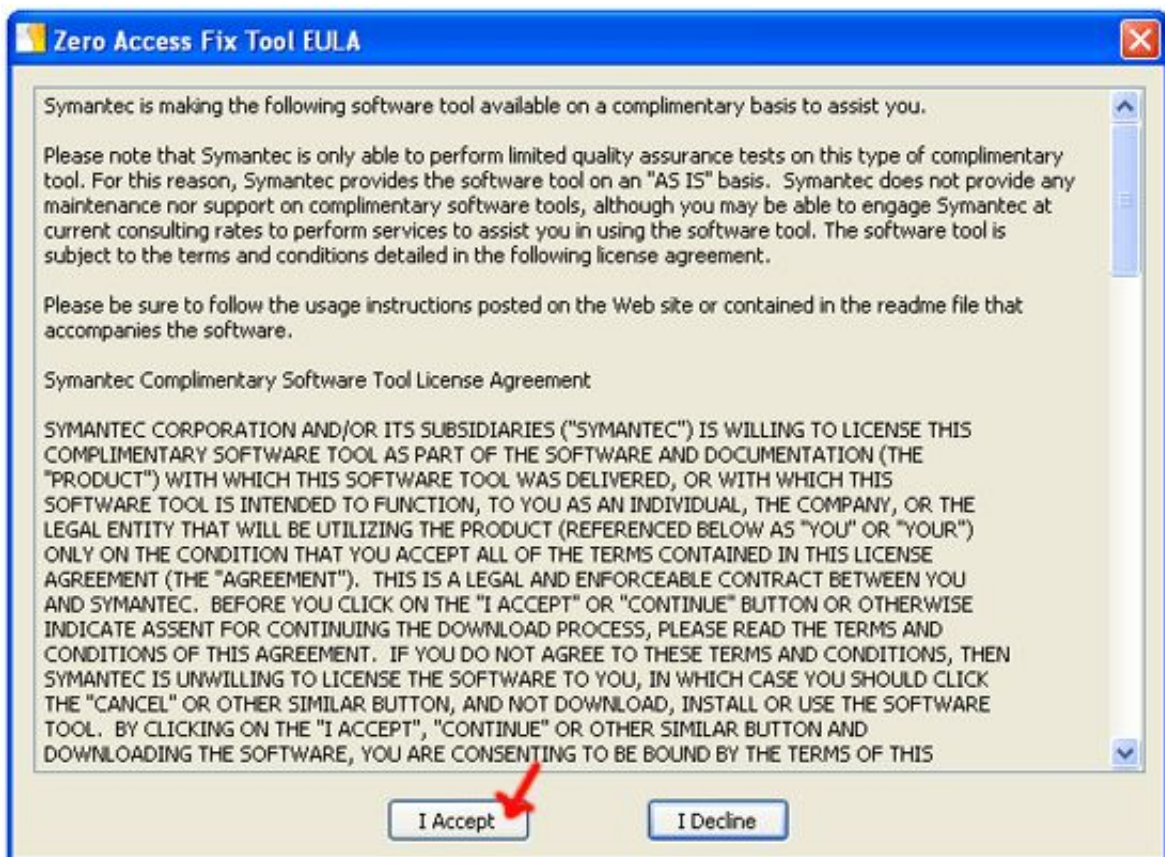 Zero Access Fix Tool EULA
Symantec is making the following software tool available on a complimentary basis to assist you.
Please note that Symantec is only able to perform limited quality assurance tests on this type of complimentary
tool. For this reason, Symantec provides the software tool on an "AS IS" basis.  Symantec does not provide any
maintenance nor support on complimentary software tools, although you may be able to engage Symantec at
current consulting rates to perform services to assist you in using the software tool. The software tool is
subject to the terms and conditions detailed in the following license agreement.
Please be sure to follow the usage instructions posted on the Web site or contained in the readme file that
accompanies the software.
Symantec Complimentary Software Tool License Agreement
SYMANTEC CORPORATION AND/OR ITS SUBSIDIARIES ("SYMANTEC") IS WILLING TO LICENSE THIS
COMPLIMENTARY SOFTWARE TOOL AS PART OF THE SOFTWARE AND DOCUMENTATION (THE
"PRODUCT") WITH WHICH THIS SOFTWARE TOOL WAS DELIVERED, OR WITH WHICH THIS
SOFTWARE TOOL IS INTENDED TO FUNCTION, TO YOU AS AN INDIVIDUAL, THE COMPANY, OR THE
LEGAL ENTITY THAT WILL BE UTILIZING THE PRODUCT (REFERENCED BELOW AS "YOU" OR "YOUR")
ONLY ON THE CONDITION THAT YOU ACCEPT ALL OF THE TERMS CONTAINED IN THIS LICENSE
AGREEMENT (THE "AGREEMENT").  THIS IS A LEGAL AND ENFORCEABLE CONTRACT BETWEEN YOU
AND SYMANTEC.  BEFORE YOU CLICK ON THE "I ACCEPT" OR "CONTINUE" BUTTON OR OTHERWISE
INDICATE ASSENT FOR CONTINUING THE DOWNLOAD PROCESS, PLEASE READ THE TERMS AND
CONDITIONS OF THIS AGREEMENT.  IF YOU DO NOT AGREE TO THESE TERMS AND CONDITIONS, THEN
SYMANTEC IS UNWILLING TO LICENSE THE SOFTWARE TO YOU, IN WHICH CASE YOU SHOULD CLICK
THE "CANCEL" OR OTHER SIMILAR BUTTON, AND NOT DOWNLOAD, INSTALL OR USE THE SOFTWARE
TOOL.  BY CLICKING ON THE "I ACCEPT", "CONTINUE" OR OTHER SIMILAR BUTTON AND
DOWNLOADING THE SOFTWARE, YOU ARE CONSENTING TO BE BOUND BY THE TERMS OF THIS
I Accept
I Decline